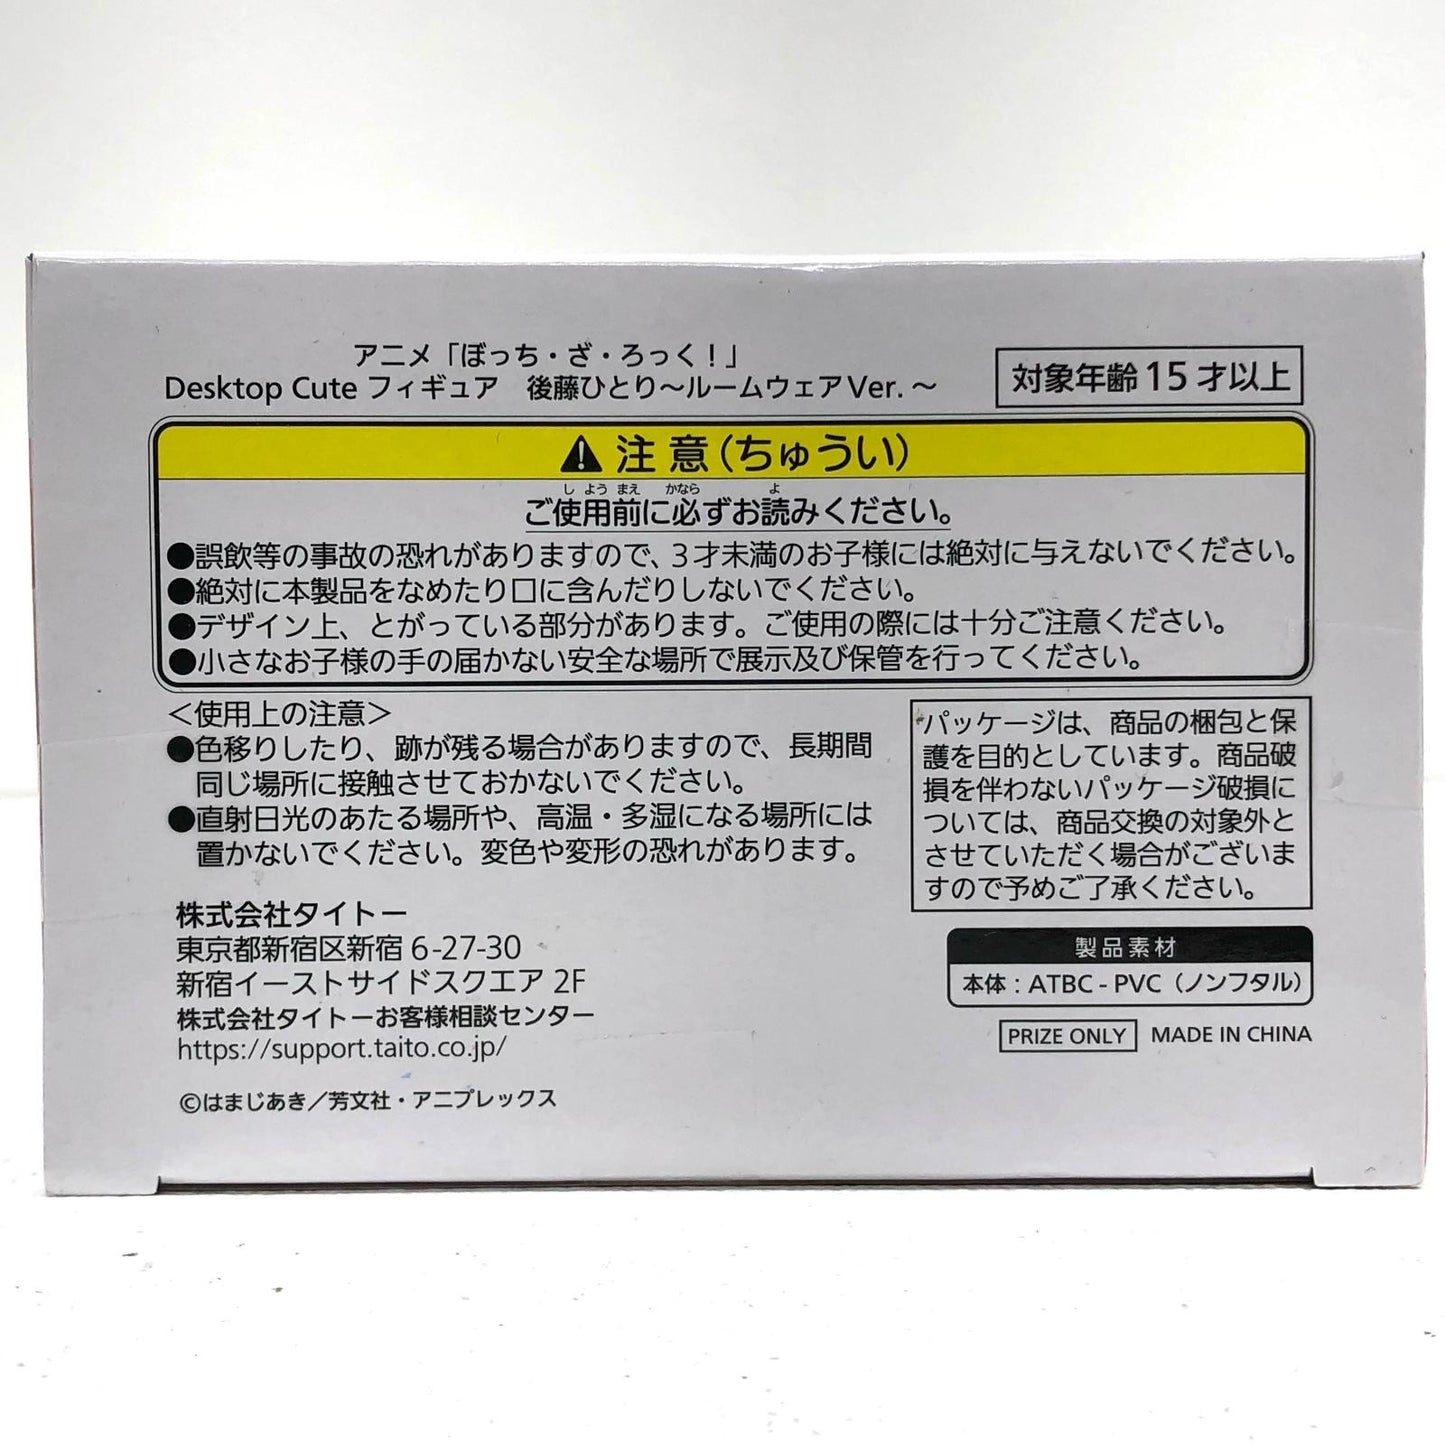 アニメ「ぼっち・ざ・ろっく！」
Desktop Cute フィギュア　後藤ひとり～ルームウェアVer.～
対象年齢15才以上
注意(ちゅうい)
しようまえ かなら よ
ご使用前に必ずお読みください。
●誤飲等の事故の恐れがありますので、3才未満のお子様には絶対に与えないでください。
●絶対に本製品をなめたり口に含んだりしないでください。
●デザイン上、とがっている部分があります。ご使用の際には十分ご注意ください。
●小さなお子様の手の届かない安全な場所で展示及び保管を行ってください。
＜使用上の注意＞
●色移りしたり、跡が残る場合がありますので、長期間
同じ場所に接触させておかないでください。
●直射日光のあたる場所や、高温・多湿になる場所には
置かないでください。変色や変形の恐れがあります。
パッケージは、商品の梱包と保
護を目的としています。商品破
損を伴わないパッケージ破損に
ついては、商品交換の対象外と
させていただく場合がございま
すので予めご了承ください。
株式会社タイトー
東京都新宿区新宿 6-27-30
新宿イーストサイドスクエア 2F
株式会社タイトーお客様相談センター
https://support.taito.co.jp/
製品素材
本体：ATBC-PVC（ノンフタル）
PRIZE ONLY MADE IN CHINA
©はまじあき／芳文社・アニプレックス